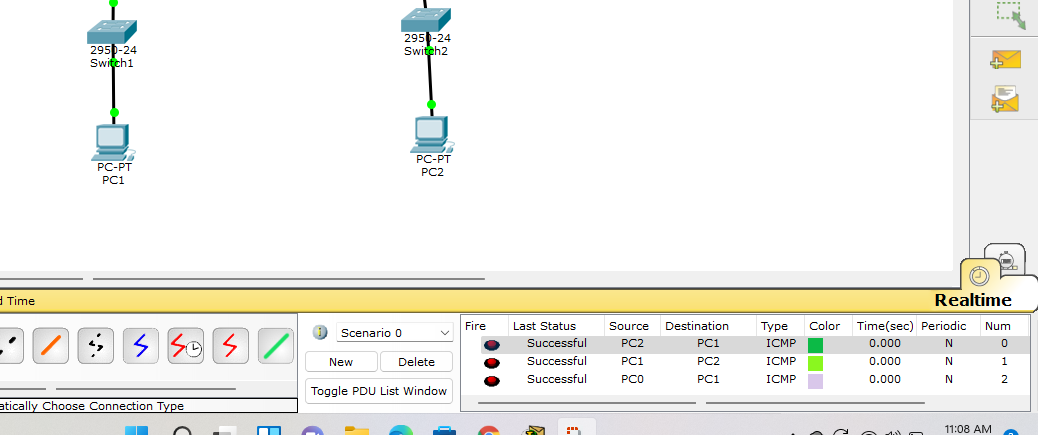 2950-24
Switch1
2950-24
Switch2
PC-PT
PC1
PC-PT
PC2
d Time
Realtime
Scenario 0
New
Delete
Toggle PDU List Window
Fire Last Status Source Destination Type Color Time(sec) Periodic Num
Successful PC2 PC1 ICMP 0.000 N 0
Successful PC1 PC2 ICMP 0.000 N 1
Successful PC0 PC1 ICMP 0.000 N 2
atically Choose Connection Type
11:08 AM